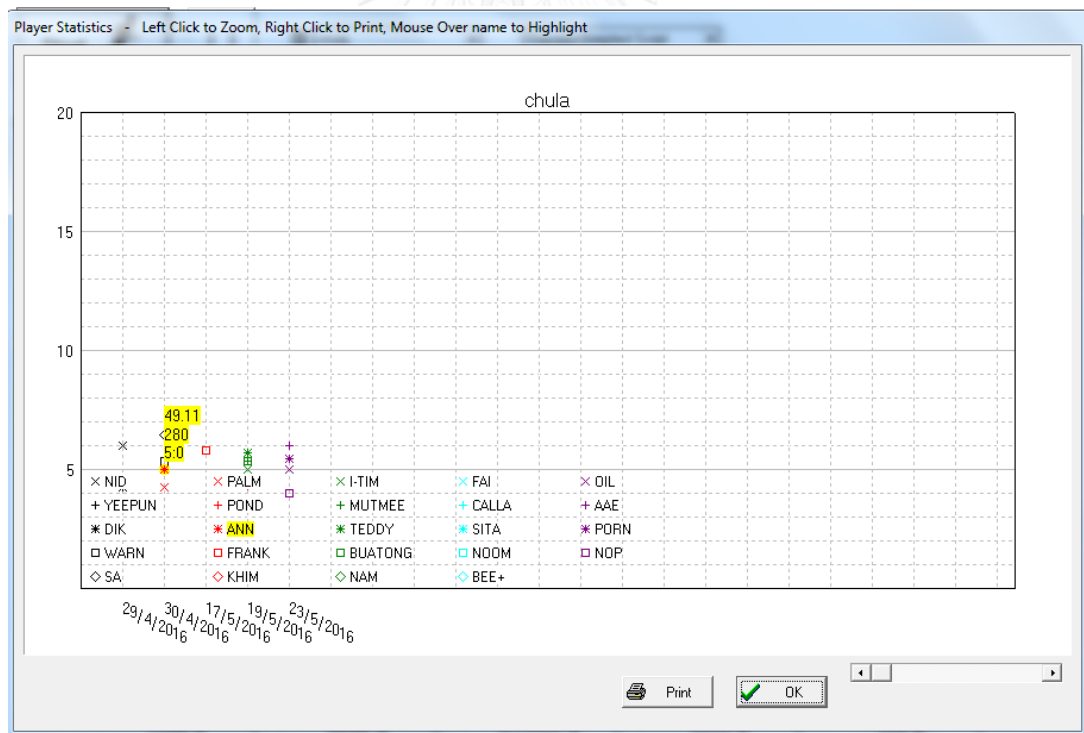 Player Statistics - Left Click to Zoom, Right Click to Print, Mouse Over name to Highlight
chula
20
15
10
5
49.11
280
5:0
× NID × PALM × I-TIM × FAI × OIL
+ YEEPUN + POND + MUTMEE + CALLA + AAE
✱ DIK ✱ ANN ✱ TEDDY ✱ SITA ✱ PORN
□ WARN □ FRANK □ BUATONG □ NOOM □ NOP
◇ SA ◇ KHIM ◇ NAM ◇ BEE+
29/4/2016 30/4/2016 17/5/2016 19/5/2016 23/5/2016
Print OK